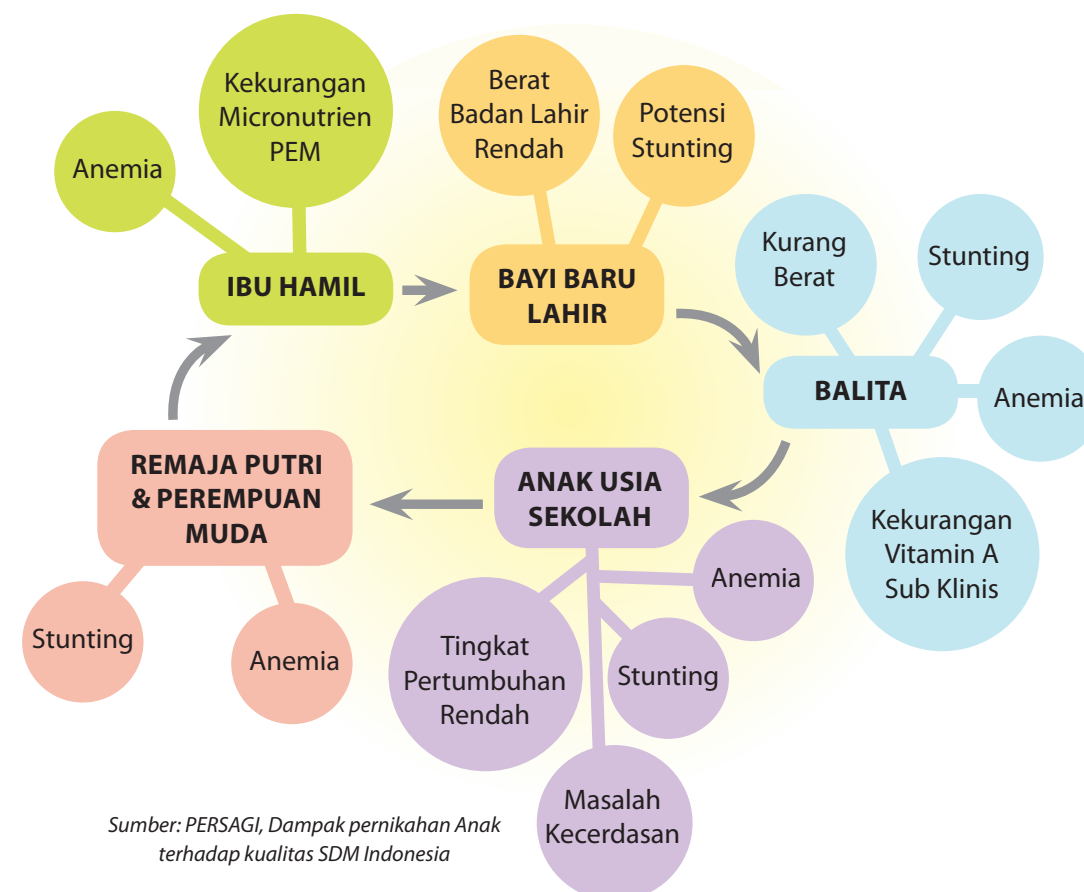 Anemia
Kekurangan
Micronutrien
PEM
IBU HAMIL
Berat
Badan Lahir
Rendah
Potensi
Stunting
BAYI BARU
LAHIR
Kurang
Berat
Stunting
Anemia
Kekurangan
Vitamin A
Sub Klinis
BALITA
ANAK USIA
SEKOLAH
Anemia
Stunting
Masalah
Kecerdasan
Tingkat
Pertumbuhan
Rendah
REMAJA PUTRI
& PEREMPUAN
MUDA
Stunting
Anemia
Sumber: PERSAGI, Dampak pernikahan Anak
terhadap kualitas SDM Indonesia